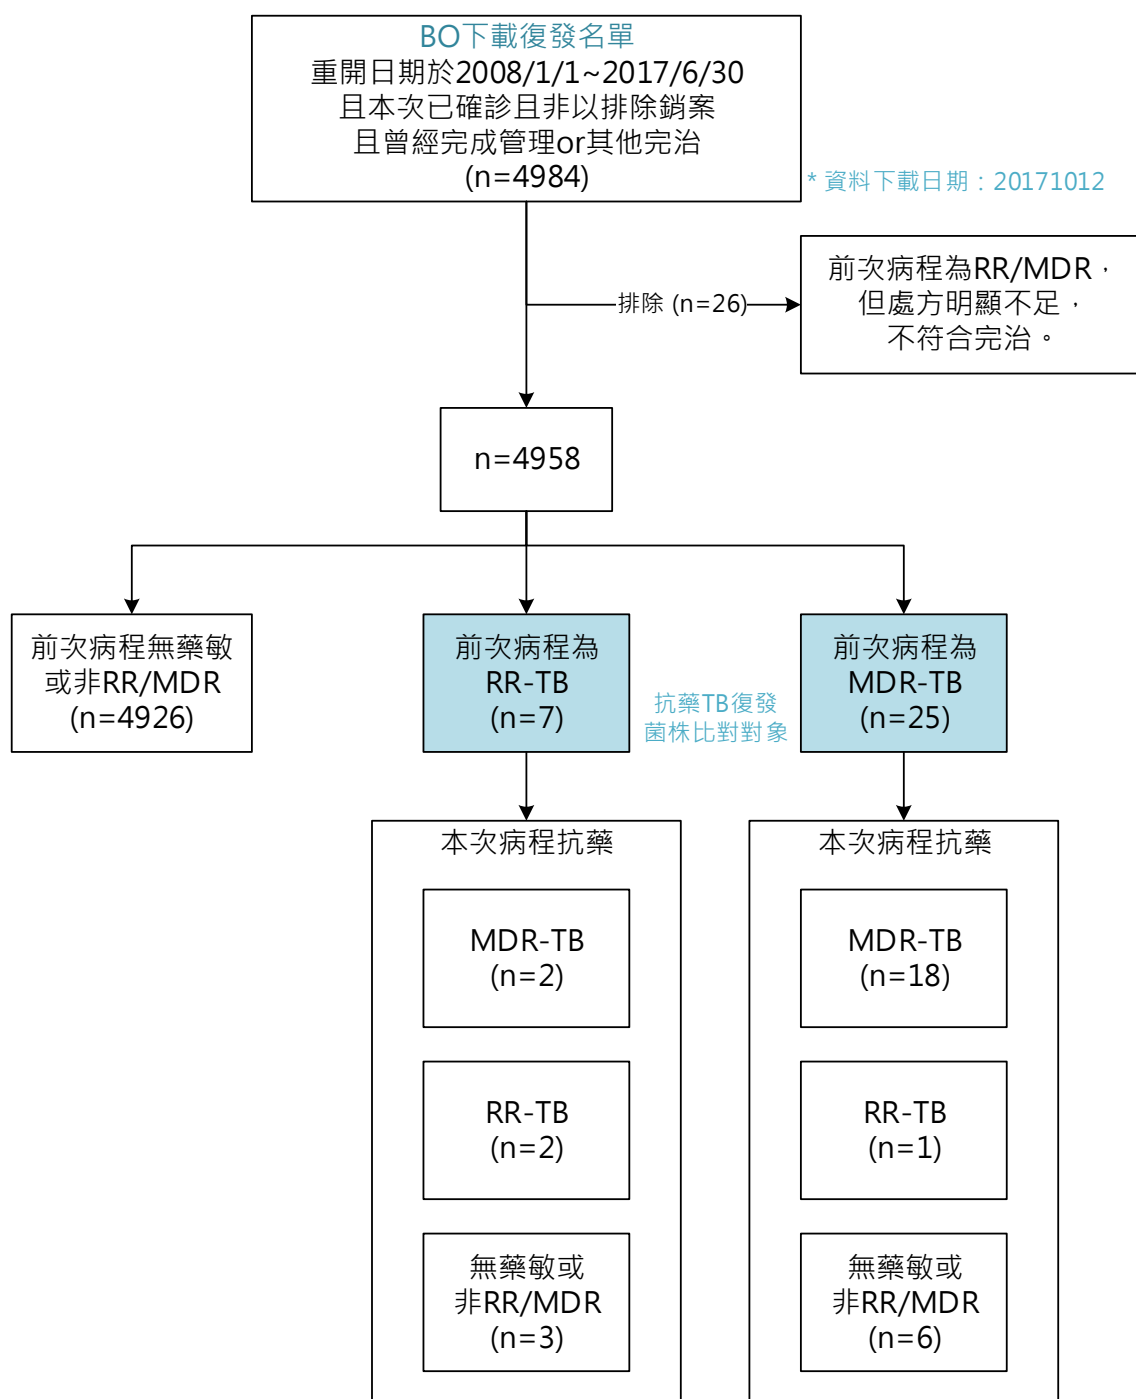 BO下載復發名單
重開日期於2008/1/1~2017/6/30
且本次已確診且非以排除銷案
且曾經完成管理or其他完治
(n=4984)
* 資料下載日期：20171012
排除 (n=26)
前次病程為RR/MDR，
但處方明顯不足，
不符合完治。
n=4958
前次病程無藥敏
或非RR/MDR
(n=4926)
前次病程為
RR-TB
(n=7)
抗藥TB復發
菌株比對對象
前次病程為
MDR-TB
(n=25)
本次病程抗藥
MDR-TB
(n=2)
RR-TB
(n=2)
無藥敏或
非RR/MDR
(n=3)
本次病程抗藥
MDR-TB
(n=18)
RR-TB
(n=1)
無藥敏或
非RR/MDR
(n=6)